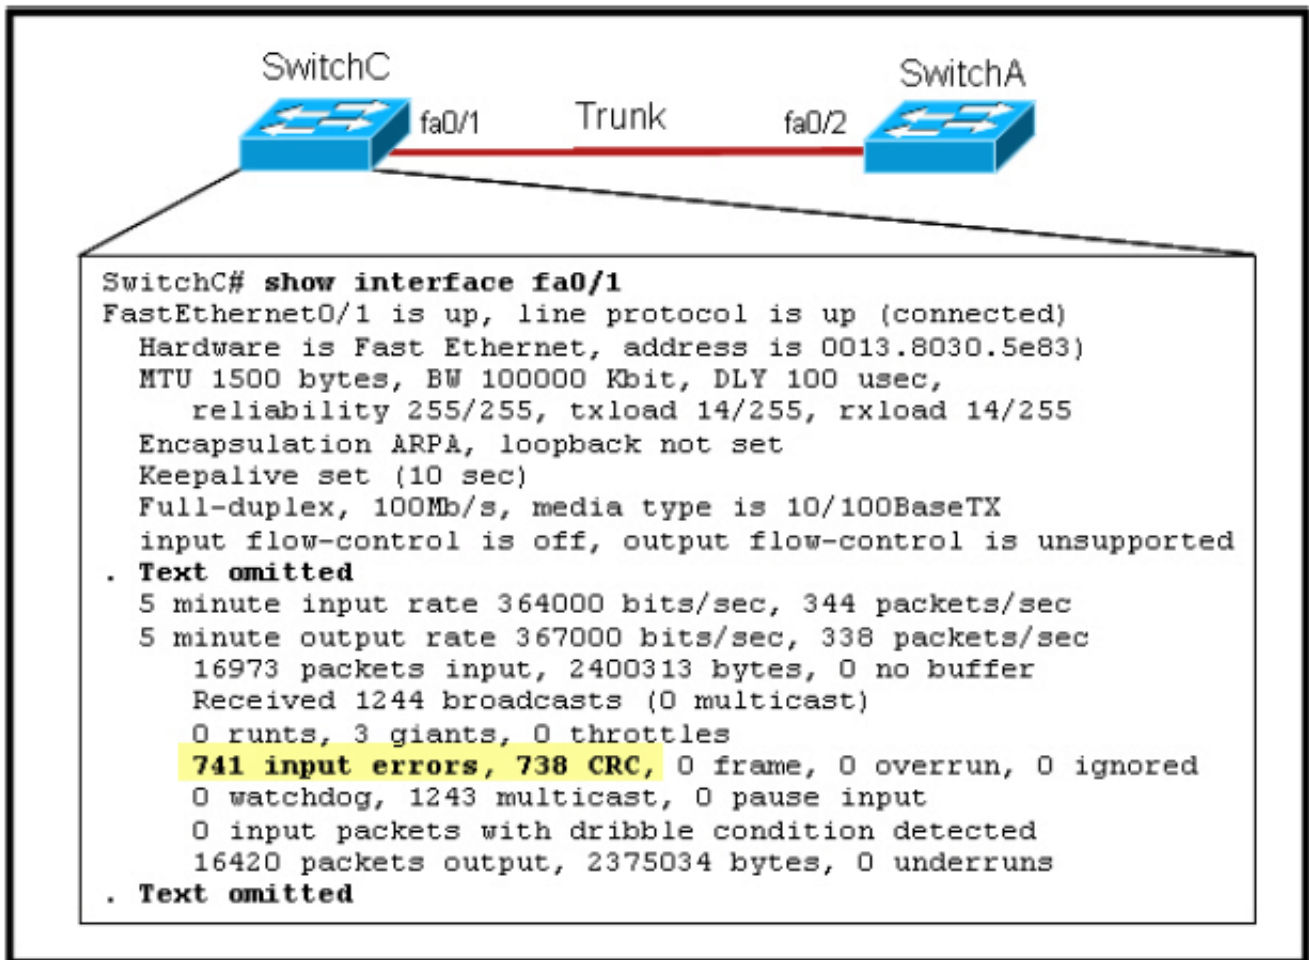 SwitchC
SwitchA
fa0/1
Trunk
fa0/2
SwitchC# show interface fa0/1
FastEthernet0/1 is up, line protocol is up (connected)
Hardware is Fast Ethernet, address is 0013.8030.5e83)
MTU 1500 bytes, BW 100000 Kbit, DLY 100 usec,
reliability 255/255, txload 14/255, rxload 14/255
Encapsulation ARPA, loopback not set
Keepalive set (10 sec)
Full-duplex, 100Mb/s, media type is 10/100BaseTX
input flow-control is off, output flow-control is unsupported
. Text omitted
5 minute input rate 364000 bits/sec, 344 packets/sec
5 minute output rate 367000 bits/sec, 338 packets/sec
16973 packets input, 2400313 bytes, 0 no buffer
Received 1244 broadcasts (0 multicast)
0 runts, 3 giants, 0 throttles
741 input errors, 738 CRC, 0 frame, 0 overrun, 0 ignored
0 watchdog, 1243 multicast, 0 pause input
0 input packets with dribble condition detected
16420 packets output, 2375034 bytes, 0 underruns
. Text omitted